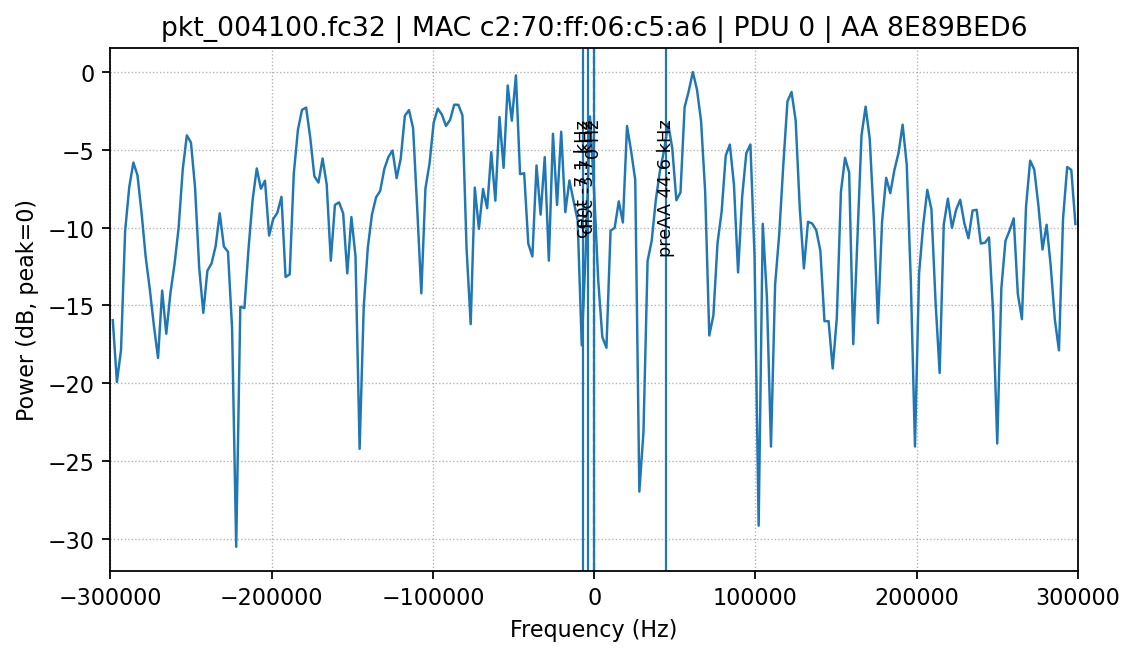 pkt_004100.fc32 | MAC c2:70:ff:06:c5:a6 | PDU 0 | AA 8E89BED6
Power (dB, peak=0)
0
−5
−10
−15
−20
−25
−30
preAA 44.6 kHz
−300000 −200000 −100000 0 100000 200000 300000
Frequency (Hz)